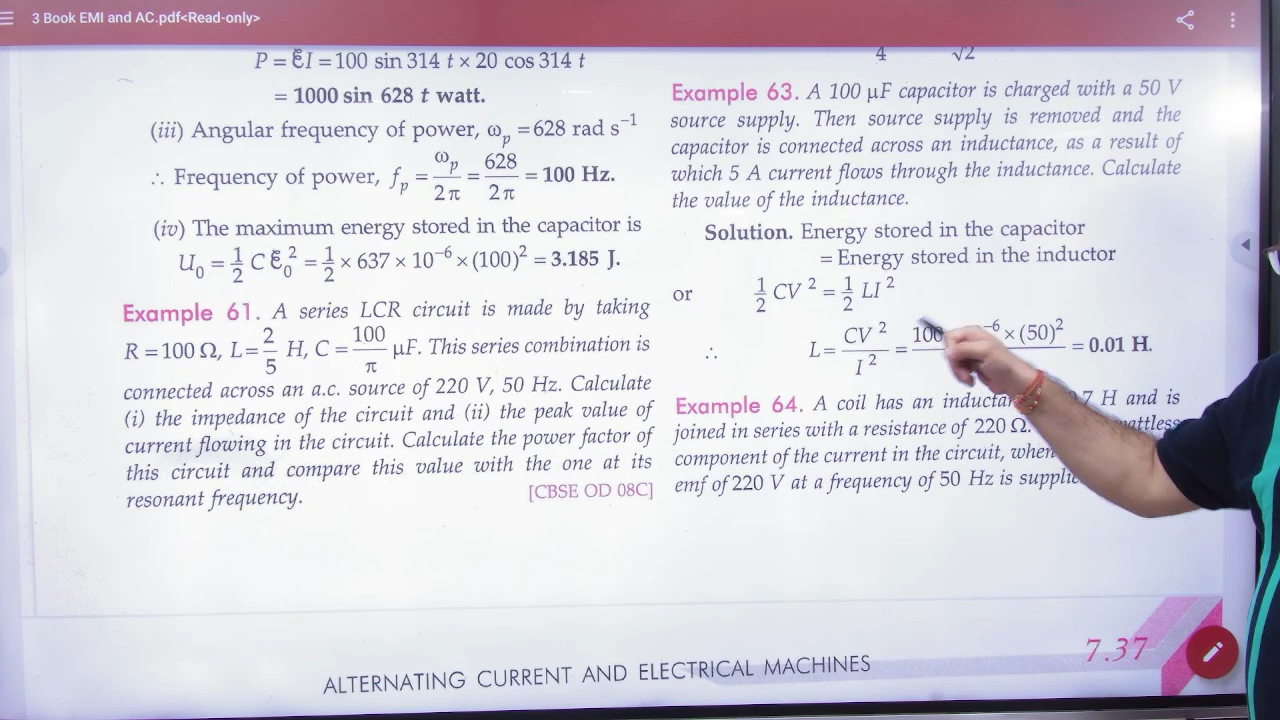 3 Book EMI and AC.pdf<Read-only>
P = ℰI = 100 sin 314 t × 20 cos 314 t
= 1000 sin 628 t watt.
(iii) Angular frequency of power, ω_p = 628 rad s⁻¹
∴ Frequency of power, f_p = ω_p/2π = 628/2π = 100 Hz.
(iv) The maximum energy stored in the capacitor is
U₀ = 1/2 C ℰ₀² = 1/2 × 637 × 10⁻⁶ × (100)² = 3.185 J.
Example 61. A series LCR circuit is made by taking
R = 100 Ω, L = 2/5 H, C = 100/π μF. This series combination is
connected across an a.c. source of 220 V, 50 Hz. Calculate
(i) the impedance of the circuit and (ii) the peak value of
current flowing in the circuit. Calculate the power factor of
this circuit and compare this value with the one at its
resonant frequency. [CBSE OD 08C]
4 √2
Example 63. A 100 μF capacitor is charged with a 50 V
source supply. Then source supply is removed and the
capacitor is connected across an inductance, as a result of
which 5 A current flows through the inductance. Calculate
the value of the inductance.
Solution. Energy stored in the capacitor
= Energy stored in the inductor
or 1/2 CV² = 1/2 LI²
∴ L = CV²/I² = 100 ⁻⁶ × (50)² = 0.01 H.
Example 64. A coil has an 7 H and is
joined in series with a resistance of 220 Ω.
component of the current in the circuit, when
emf of 220 V at a frequency of 50 Hz is
7.37
ALTERNATING CURRENT AND ELECTRICAL MACHINES